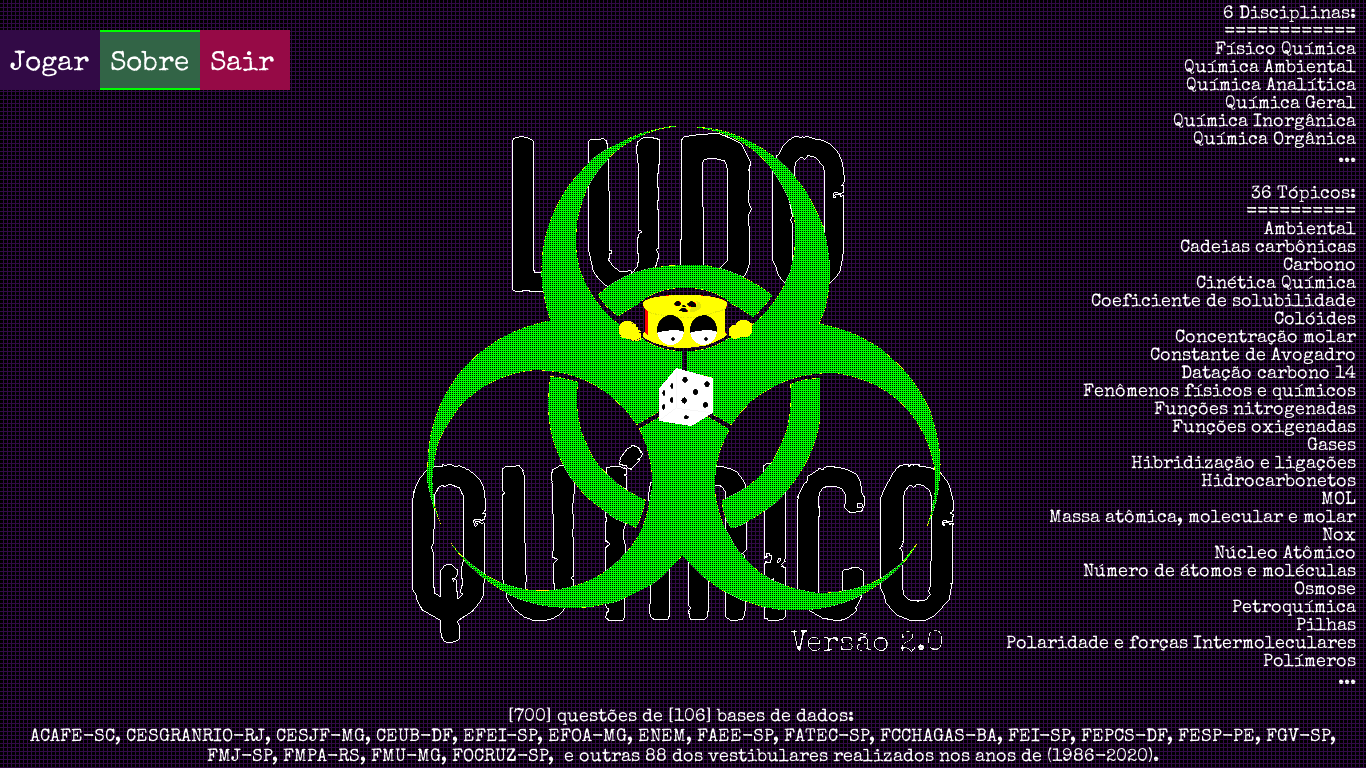 Jogar Sobre Sair
6 Disciplinas:
============
Físico Química
Química Ambiental
Química Analítica
Química Geral
Química Inorgânica
Química Orgânica
...
36 Tópicos:
==========
Ambiental
Cadeias carbônicas
Carbono
Cinética Química
Coeficiente de solubilidade
Colóides
Concentração molar
Constante de Avogadro
Datação carbono 14
Fenômenos físicos e químicos
Funções nitrogenadas
Funções oxigenadas
Gases
Hibridização e ligações
Hidrocarbonetos
MOL
Massa atômica, molecular e molar
Nox
Núcleo Atômico
Número de átomos e moléculas
Osmose
Petroquímica
Pilhas
Polaridade e forças Intermoleculares
Polímeros
...
LUDO
QUÍMICO
Versão 2.0
[700] questões de [106] bases de dados:
ACAFE-SC, CESGRANRIO-RJ, CESJF-MG, CEUB-DF, EFEI-SP, EFOA-MG, ENEM, FAEE-SP, FATEC-SP, FCCHAGAS-BA, FEI-SP, FEPCS-DF, FESP-PE, FGV-SP,
FMJ-SP, FMPA-RS, FMU-MG, FOCRUZ-SP, e outras 88 dos vestibulares realizados nos anos de (1986-2020).